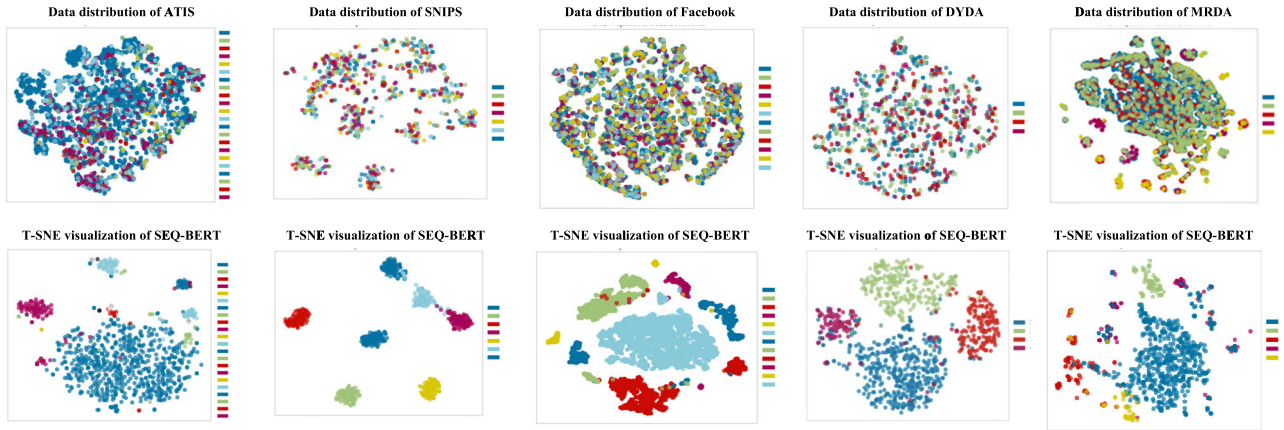 Data distribution of ATIS
Data distribution of SNIPS
Data distribution of Facebook
Data distribution of DYDA
Data distribution of MRDA
T-SNE visualization of SEQ-BERT
T-SNE visualization of SEQ-BERT
T-SNE visualization of SEQ-BERT
T-SNE visualization of SEQ-BERT
T-SNE visualization of SEQ-BERT